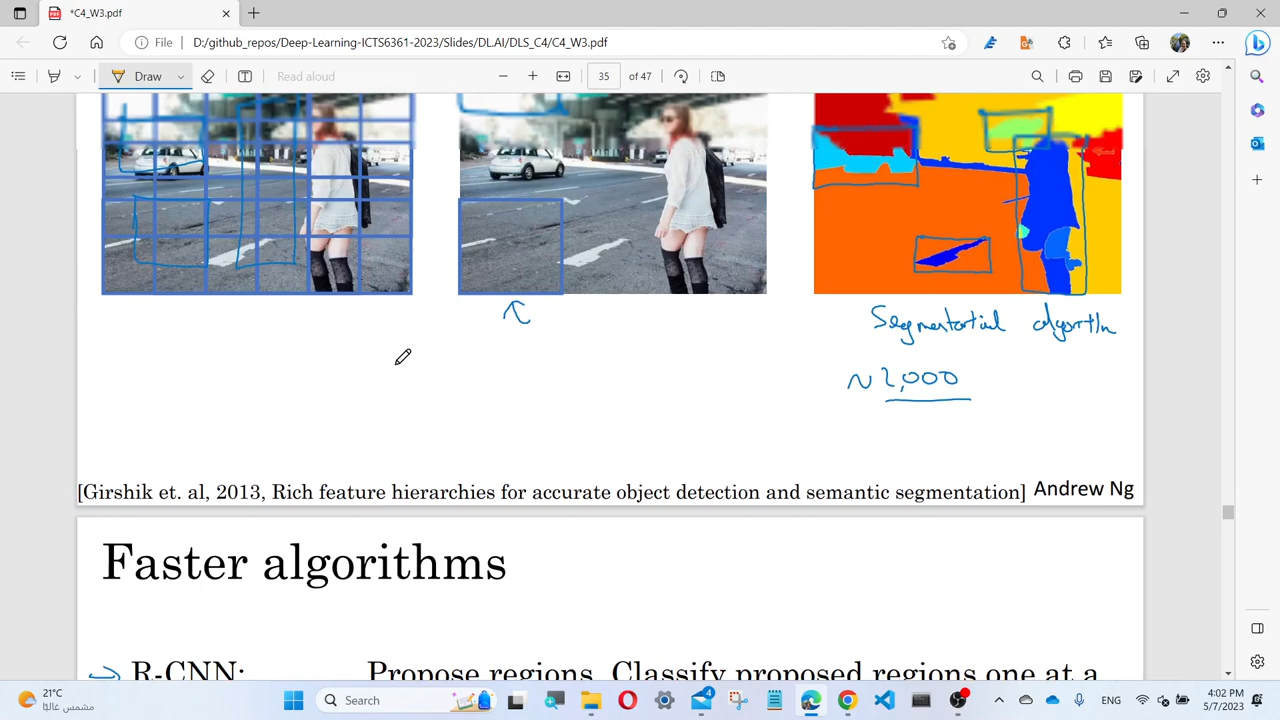 *C4_W3.pdf
File D:/github_repos/Deep-Learning-ICTS6361-2023/Slides/DL.AI/DLS_C4/C4_W3.pdf
Draw Read aloud 35 of 47
Segmentation algorithm
~2,000
[Girshik et. al, 2013, Rich feature hierarchies for accurate object detection and semantic segmentation] Andrew Ng
Faster algorithms
→ R-CNN: Propose regions. Classify proposed regions one at a
21°C
مشمس غالبًا
Search
4
ENG
4:02 PM
5/7/2023